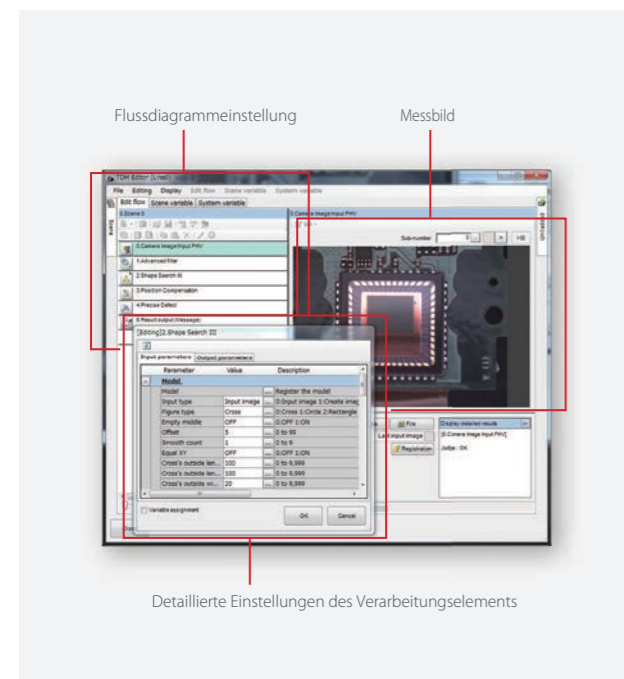 Flussdiagrammeinstellung
Messbild
TDM Editor (Line0)
File Editing Display Edit flow Scene variable System variable
Edit flow Scene variable System variable
Scene
0.Scene 0
0.Camera Image Input FHV
Sub-number 0
0.Camera Image Input FHV
1.Advanced filter
2.Shape Search III
3.Position Compensation
4.Precise Defect
5.Result output (Message)
[Editing]2.Shape Search III
Input parameters Output parameters
Parameter Value Description
Model.
Model ... Register the model
Input type Input image ... 0:Input image 1:Create imag
Figure type Cross ... 0:Cross 1:Circle 2:Rectangle
Empty middle OFF ... 0:OFF 1:ON
Offset 5 ... 0 to 99
Smooth count 1 ... 0 to 9
Equal XY OFF ... 0:OFF 1:ON
Cross's outside len... 100 ... 0 to 9,999
Cross's outside len... 100 ... 0 to 9,999
Cross's outside wi... 20 ... 0 to 9,999
Variable assignment
OK Cancel
File
Last input image
Registration
Display detailed results
[0.Camera Image Input FHV]
Judge : OK
Detaillierte Einstellungen des Verarbeitungselements